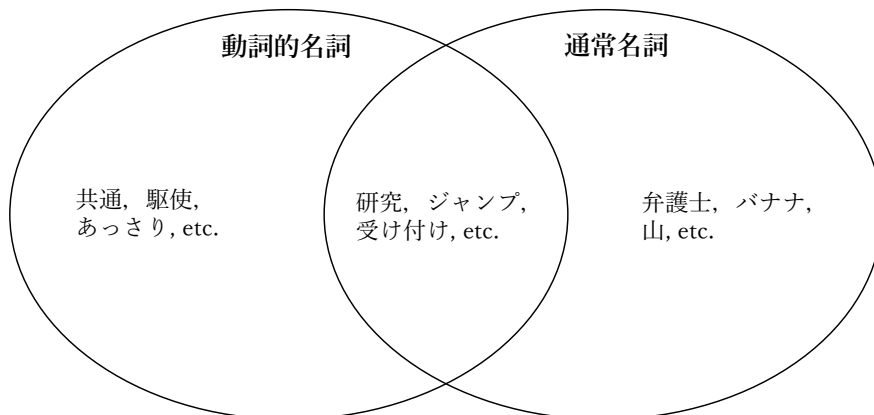 動詞的名詞
通常名詞
共通，駆使，
あっさり, etc.
研究，ジャンプ，
受け付け, etc.
弁護士，バナナ，
山, etc.